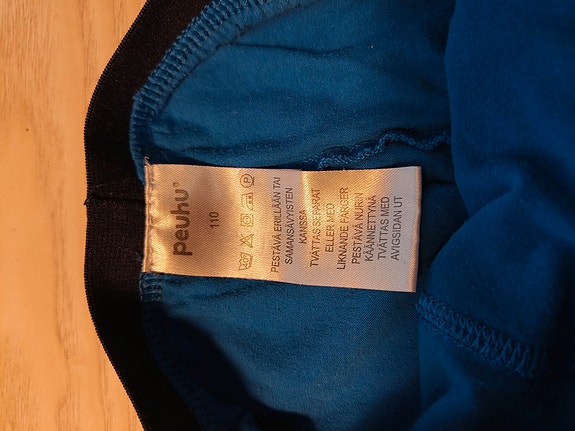 peuhu®
110
PESTÄVÄ ERILLÄÄN TAI
SAMANSÄVYISTEN
KANSSA
TVÄTTAS SEPARAT
ELLER MED
LIKNANDE FÄRGER
PESTÄVÄ NURIN
KÄÄNNETTYNÄ
TVÄTTAS MED
AVIGSIDAN UT